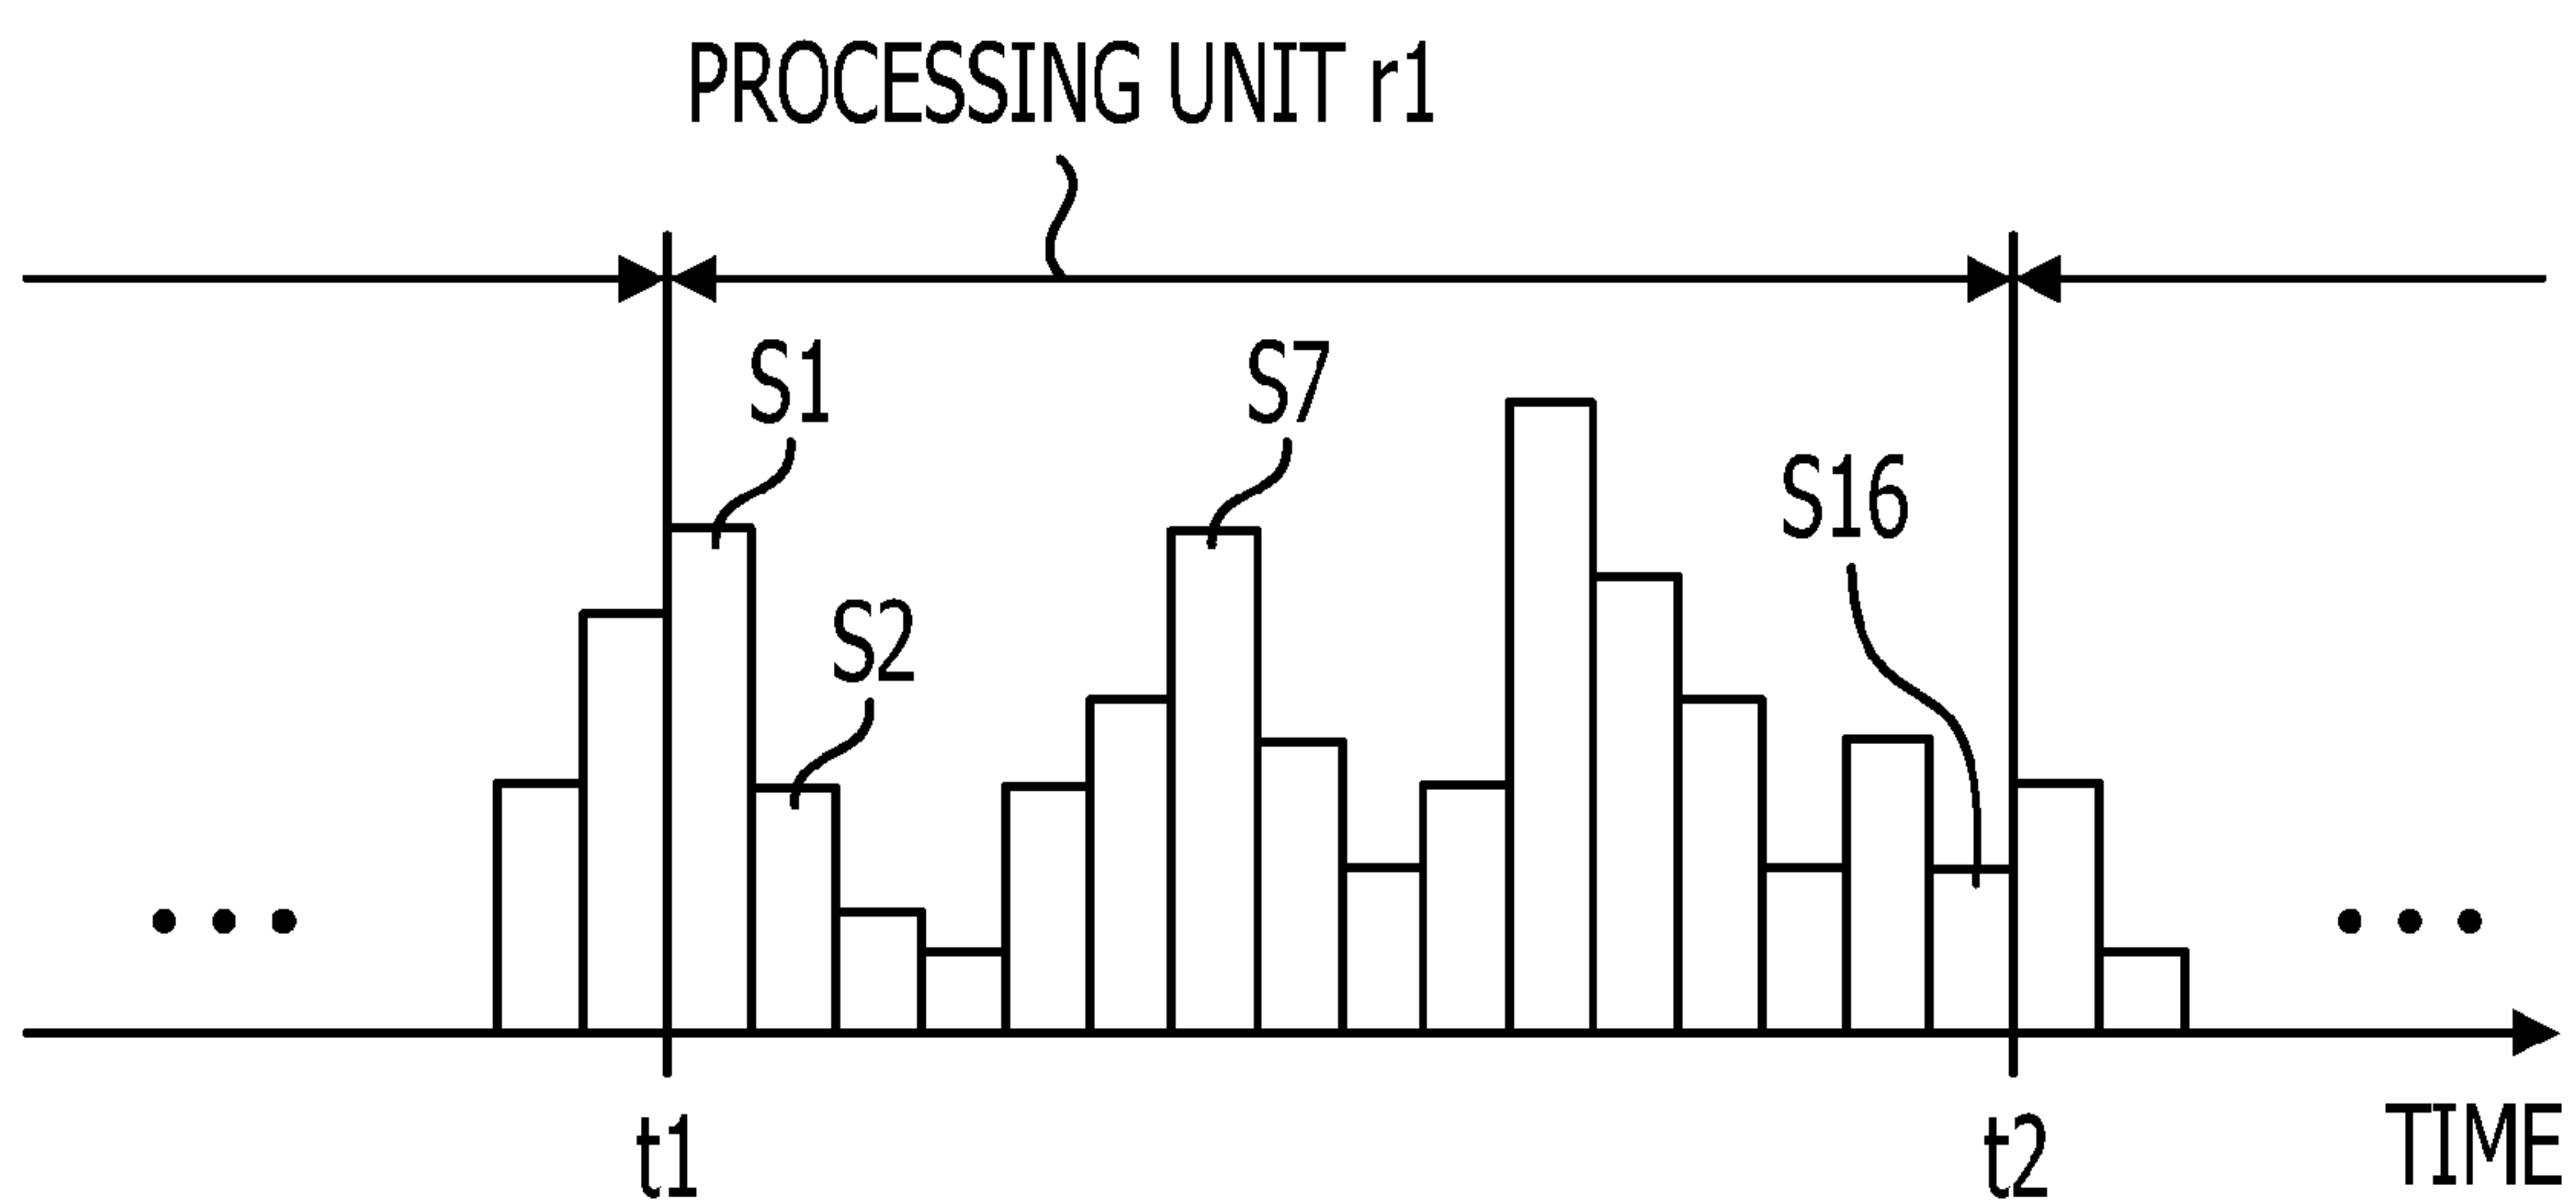 PROCESSING UNIT r1
S1
S7
S16
S2
t1
t2
TIME